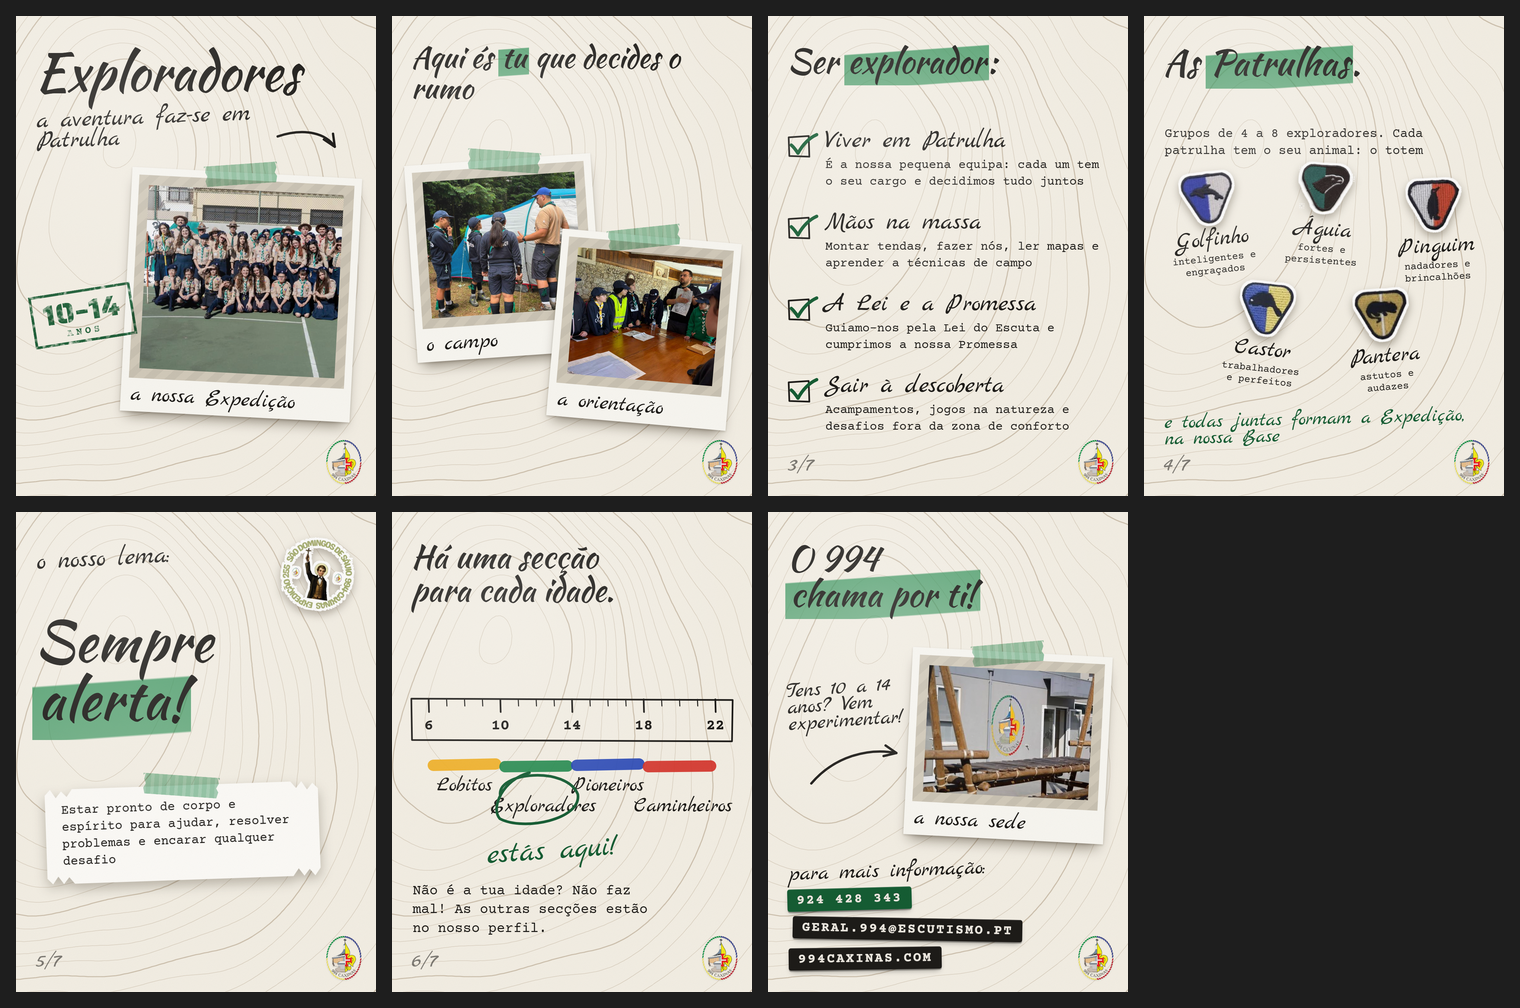 Exploradores
a aventura faz-se em
Patrulha
10-14
ANOS
a nossa Expedição
Aqui és tu que decides o
rumo
o campo
a orientação
Ser explorador:
Viver em Patrulha
É a nossa pequena equipa: cada um tem
o seu cargo e decidimos tudo juntos
Mãos na massa
Montar tendas, fazer nós, ler mapas e
aprender a técnicas de campo
A Lei e a Promessa
Guiamo-nos pela Lei do Escuta e
cumprimos a nossa Promessa
Sair à descoberta
Acampamentos, jogos na natureza e
desafios fora da zona de conforto
3/7
As Patrulhas.
Grupos de 4 a 8 exploradores. Cada
patrulha tem o seu animal: o totem
Golfinho
inteligentes e
engraçados
Águia
fortes e
persistentes
Pinguim
nadadores e
brincalhões
Castor
trabalhadores
e perfeitos
Pantera
astutos e
audazes
e todas juntas formam a Expedição,
na nossa Base
4/7
o nosso lema:
SÃO DOMINGOS DE SÁVIO 994-CAXINAS EXPEDIÇÃO 255
Sempre
alerta!
Estar pronto de corpo e
espírito para ajudar, resolver
problemas e encarar qualquer
desafio
5/7
Há uma secção
para cada idade.
6 10 14 18 22
Lobitos
Exploradores
Pioneiros
Caminheiros
estás aqui!
Não é a tua idade? Não faz
mal! As outras secções estão
no nosso perfil.
6/7
O 994
chama por ti!
Tens 10 a 14
anos? Vem
experimentar!
a nossa sede
para mais informação:
924 428 343
GERAL.994@ESCUTISMO.PT
994CAXINAS.COM